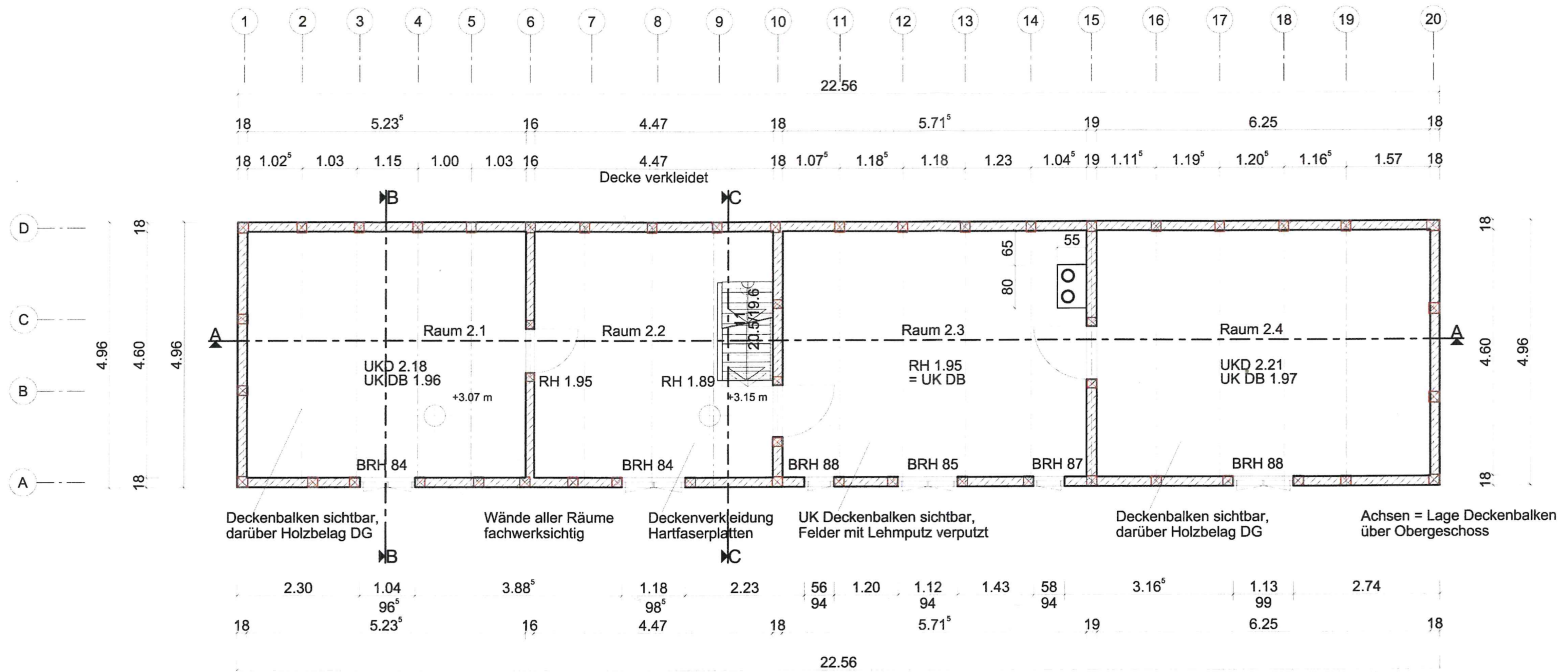 1 2 3 4 5 6 7 8 9 10 11 12 13 14 15 16 17 18 19 20
22.56
18 5.23⁵ 16 4.47 18 5.71⁵ 19 6.25 18
18 1.02⁵ 1.03 1.15 1.00 1.03 16 4.47 18 1.07⁵ 1.18⁵ 1.18 1.23 1.04⁵ 19 1.11⁵ 1.19⁵ 1.20⁵ 1.16⁵ 1.57 18
Decke verkleidet
B C
D 18 18
65 55
80
20.5/19.6
C
A Raum 2.1 Raum 2.2 Raum 2.3 Raum 2.4 A
4.96 4.60 4.96 4.60 4.96
UKD 2.18 RH 1.95 UKD 2.21
UK DB 1.96 RH 1.95 RH 1.89 = UK DB UK DB 1.97
B +3.07 m +3.15 m
BRH 84 BRH 84 BRH 88 BRH 85 BRH 87 BRH 88
A 18 18
Deckenbalken sichtbar,
darüber Holzbelag DG
Wände aller Räume
fachwerksichtig
Deckenverkleidung
Hartfaserplatten
UK Deckenbalken sichtbar,
Felder mit Lehmputz verputzt
Deckenbalken sichtbar,
darüber Holzbelag DG
Achsen = Lage Deckenbalken
über Obergeschoss
B C
2.30 1.04 3.88⁵ 1.18 2.23 56 1.20 1.12 1.43 58 3.16⁵ 1.13 2.74
96⁵ 98⁵ 94 94 94 99
18 5.23⁵ 16 4.47 18 5.71⁵ 19 6.25 18
22.56